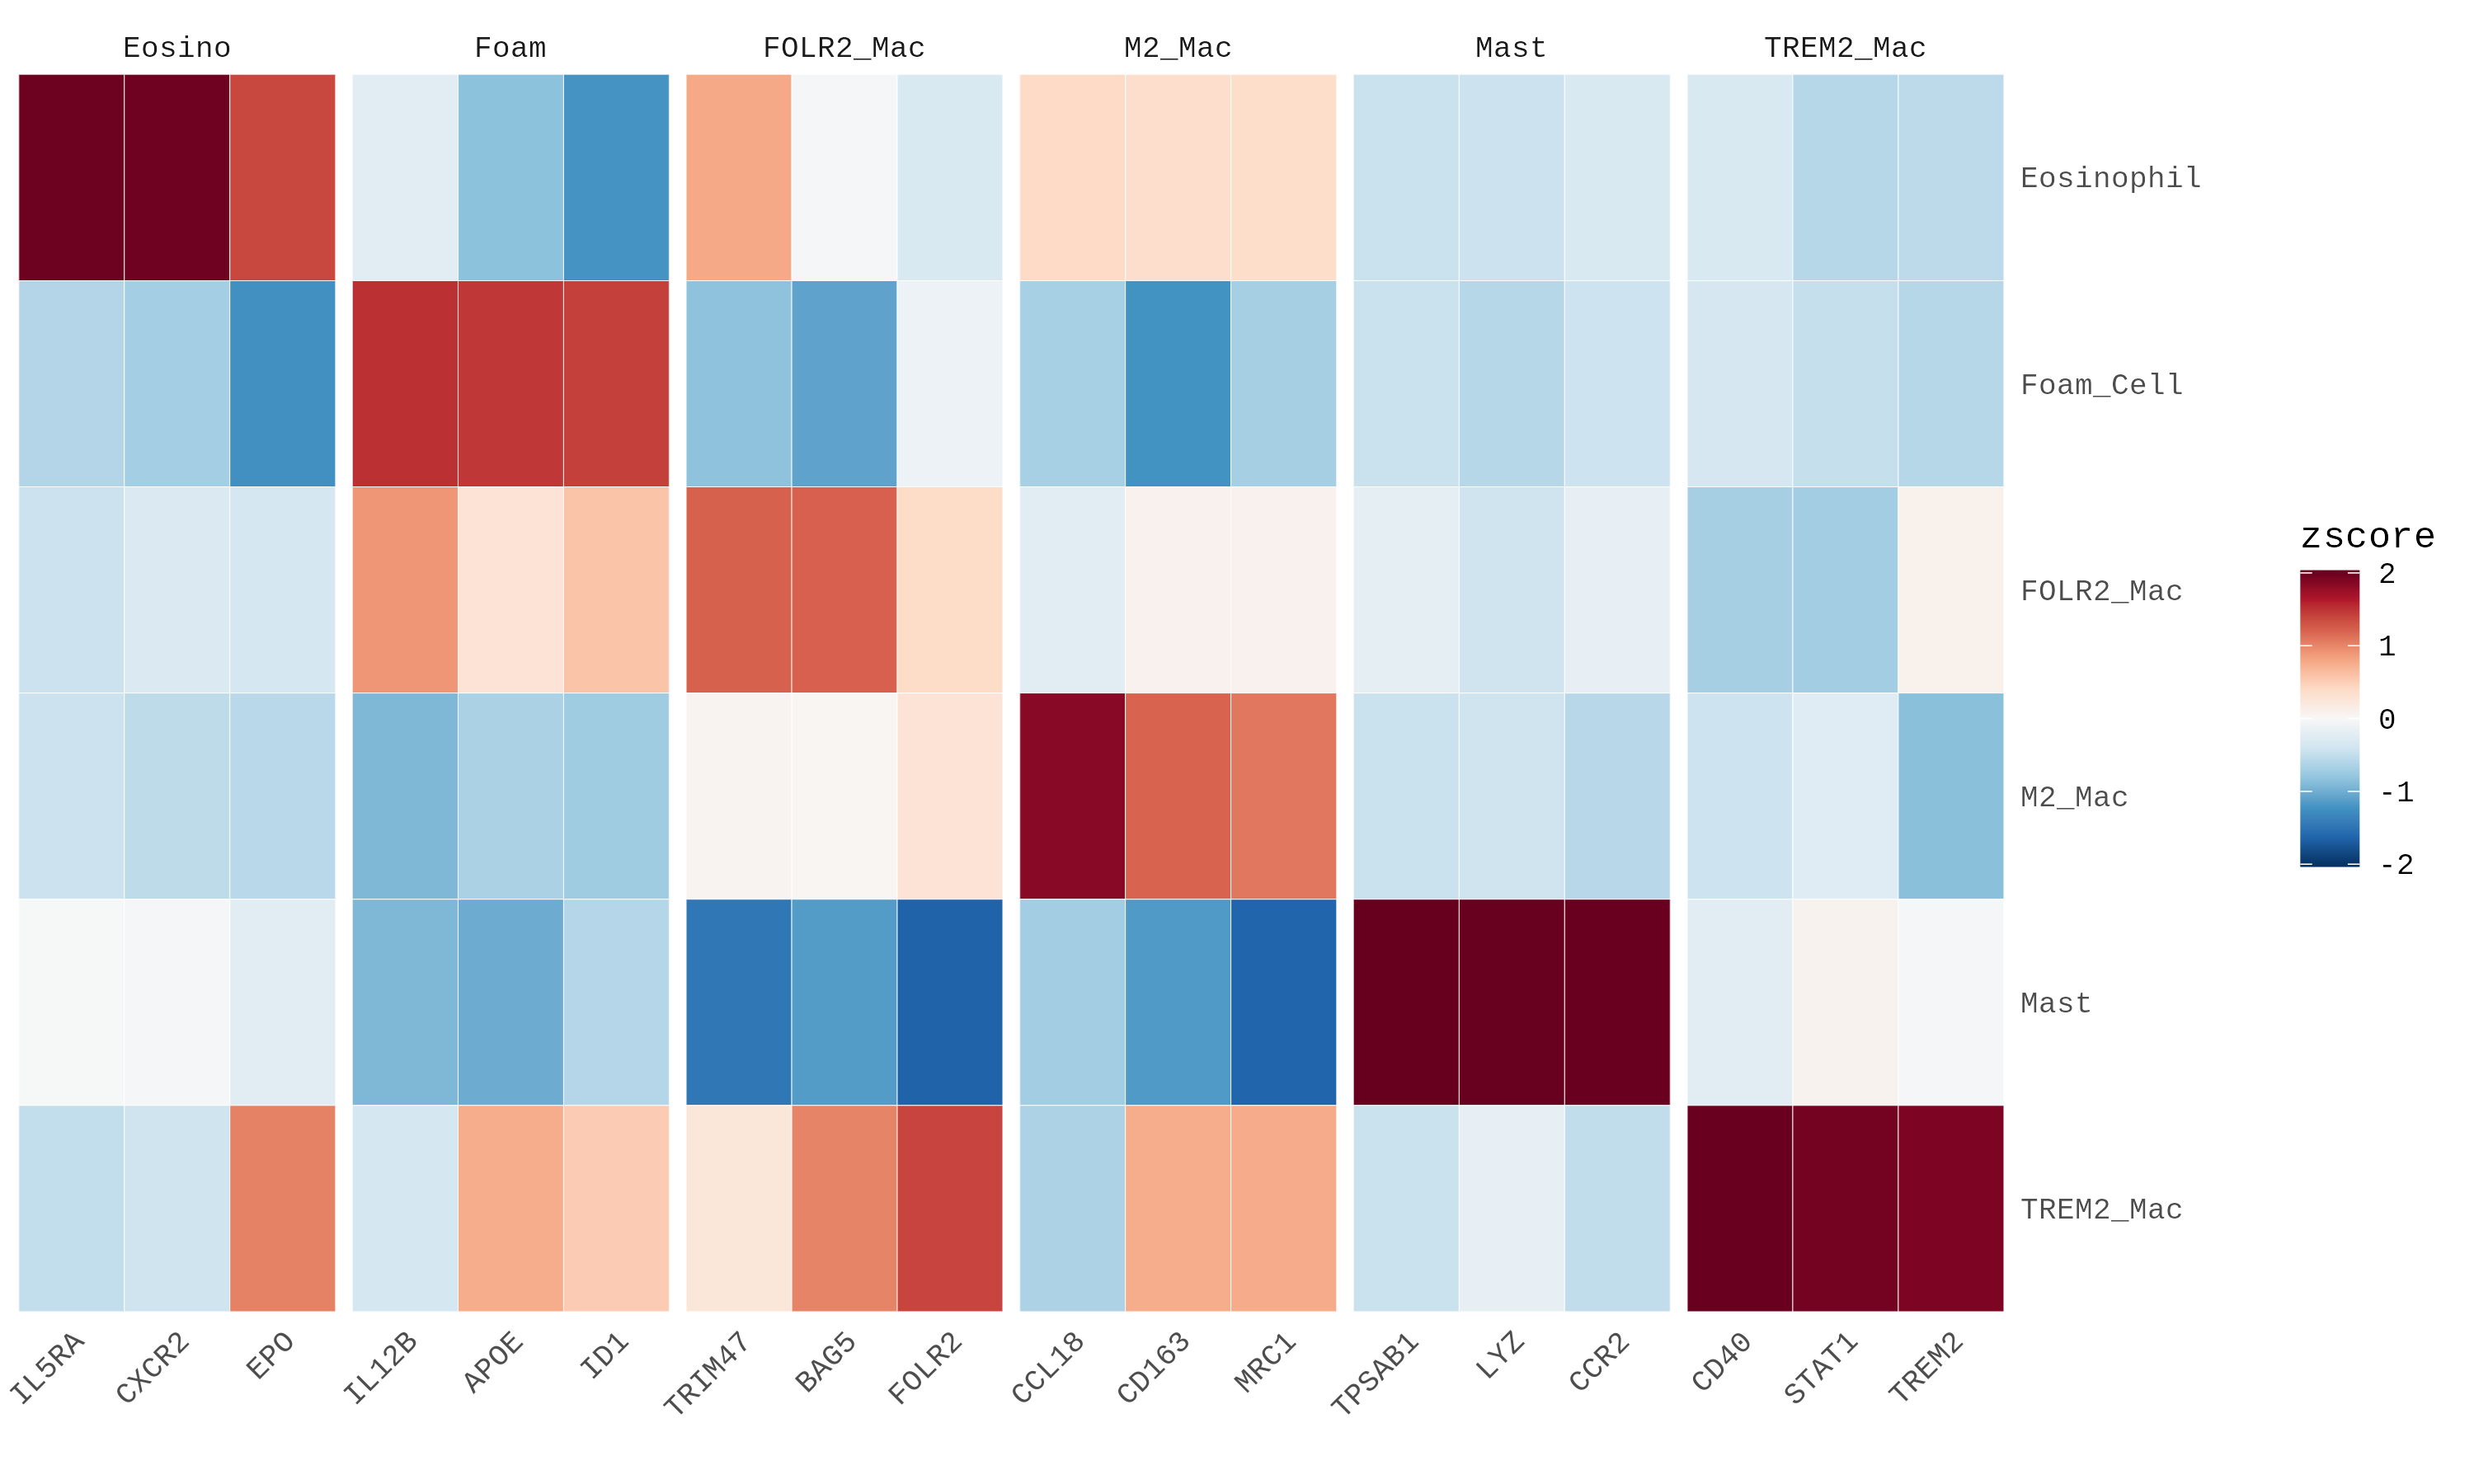 Eosino Foam FOLR2_Mac M2_Mac Mast TREM2_Mac
Eosinophil
Foam_Cell
FOLR2_Mac
M2_Mac
Mast
TREM2_Mac
zscore
2
1
0
-1
-2
IL5RA CXCR2 EPO IL12B APOE ID1 TRIM47 BAG5 FOLR2 CCL18 CD163 MRC1 TPSAB1 LYZ CCR2 CD40 STAT1 TREM2